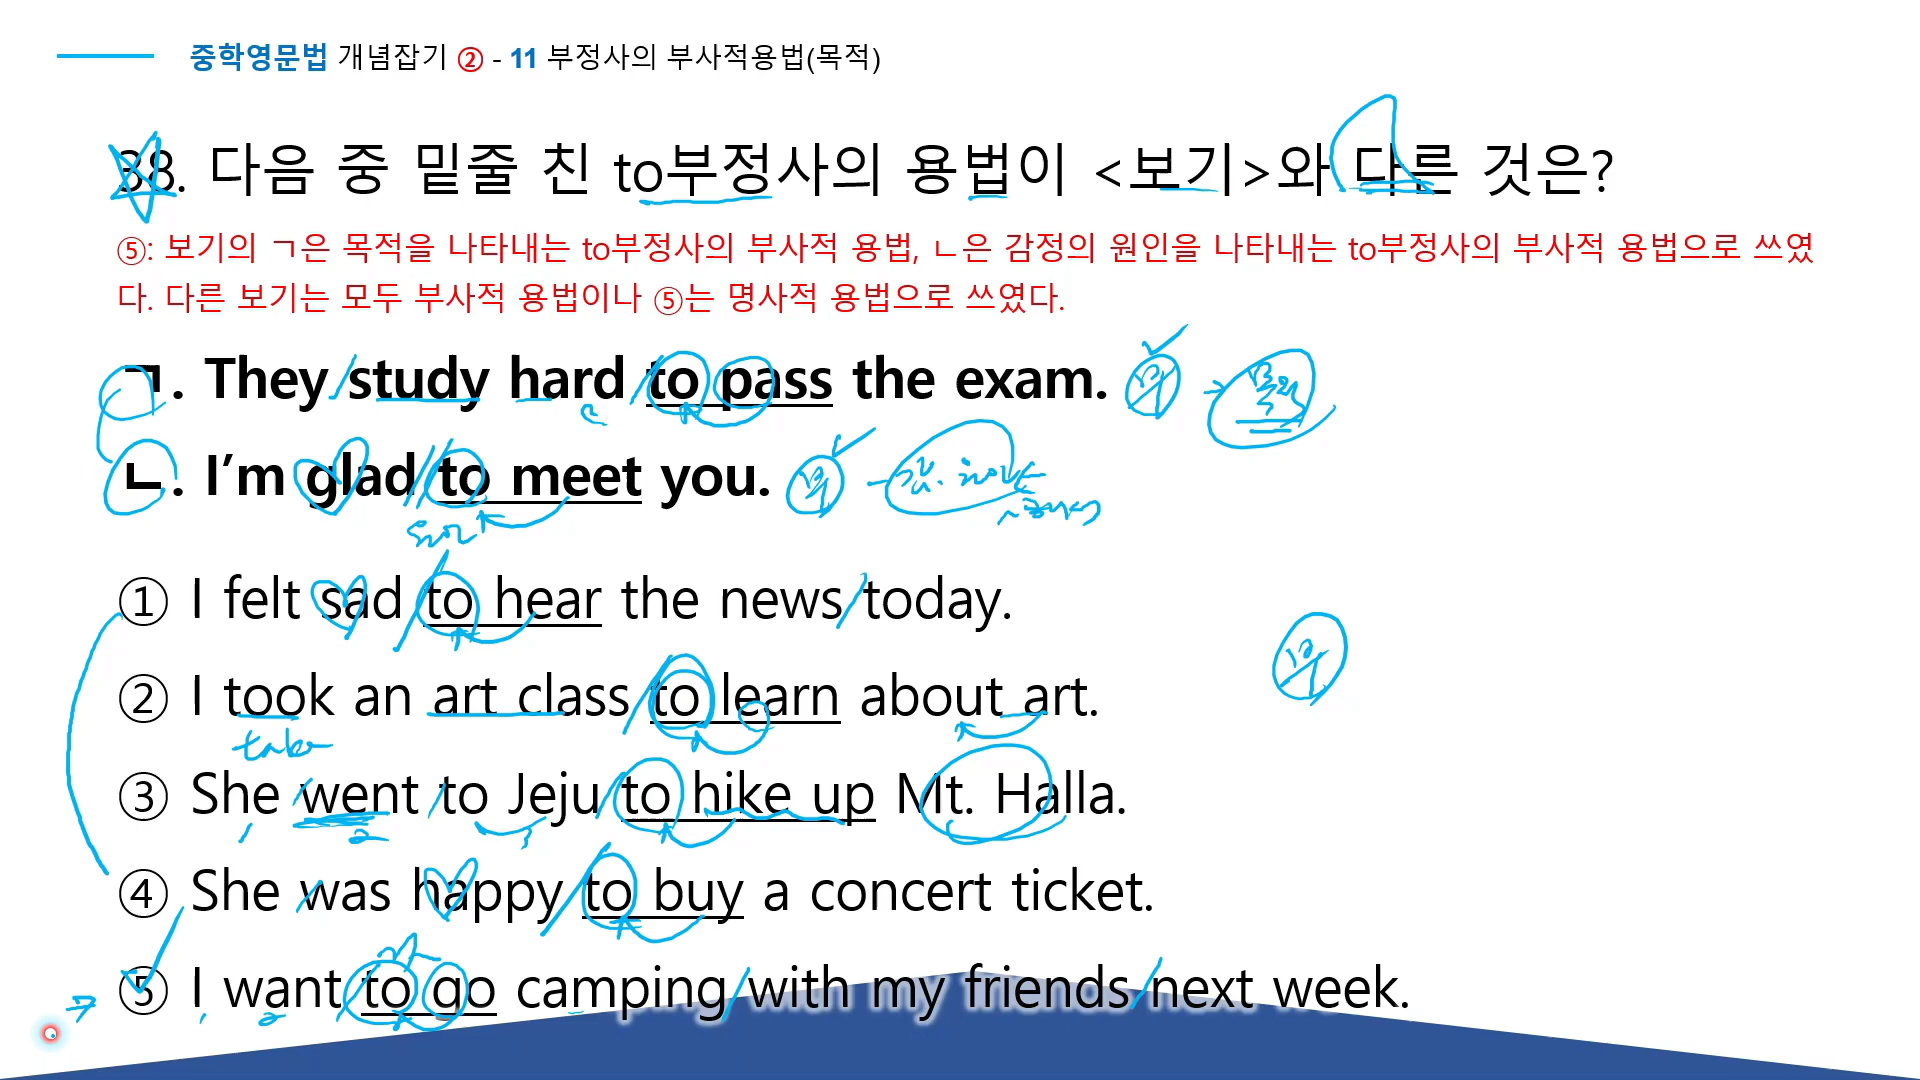 중학영문법 개념잡기 ② - 11 부정사의 부사적용법(목적)
38. 다음 중 밑줄 친 to부정사의 용법이 <보기>와 다른 것은?
⑤: 보기의 ㄱ은 목적을 나타내는 to부정사의 부사적 용법, ㄴ은 감정의 원인을 나타내는 to부정사의 부사적 용법으로 쓰였
다. 다른 보기는 모두 부사적 용법이나 ⑤는 명사적 용법으로 쓰였다.
ㄱ. They study hard to pass the exam. 부 목적
ㄴ. I'm glad to meet you. 부
① I felt sad to hear the news today.
부
② I took an art class to learn about art.
take
③ She went to Jeju to hike up Mt. Halla.
④ She was happy to buy a concert ticket.
⑤ I want to go camping with my friends next week.